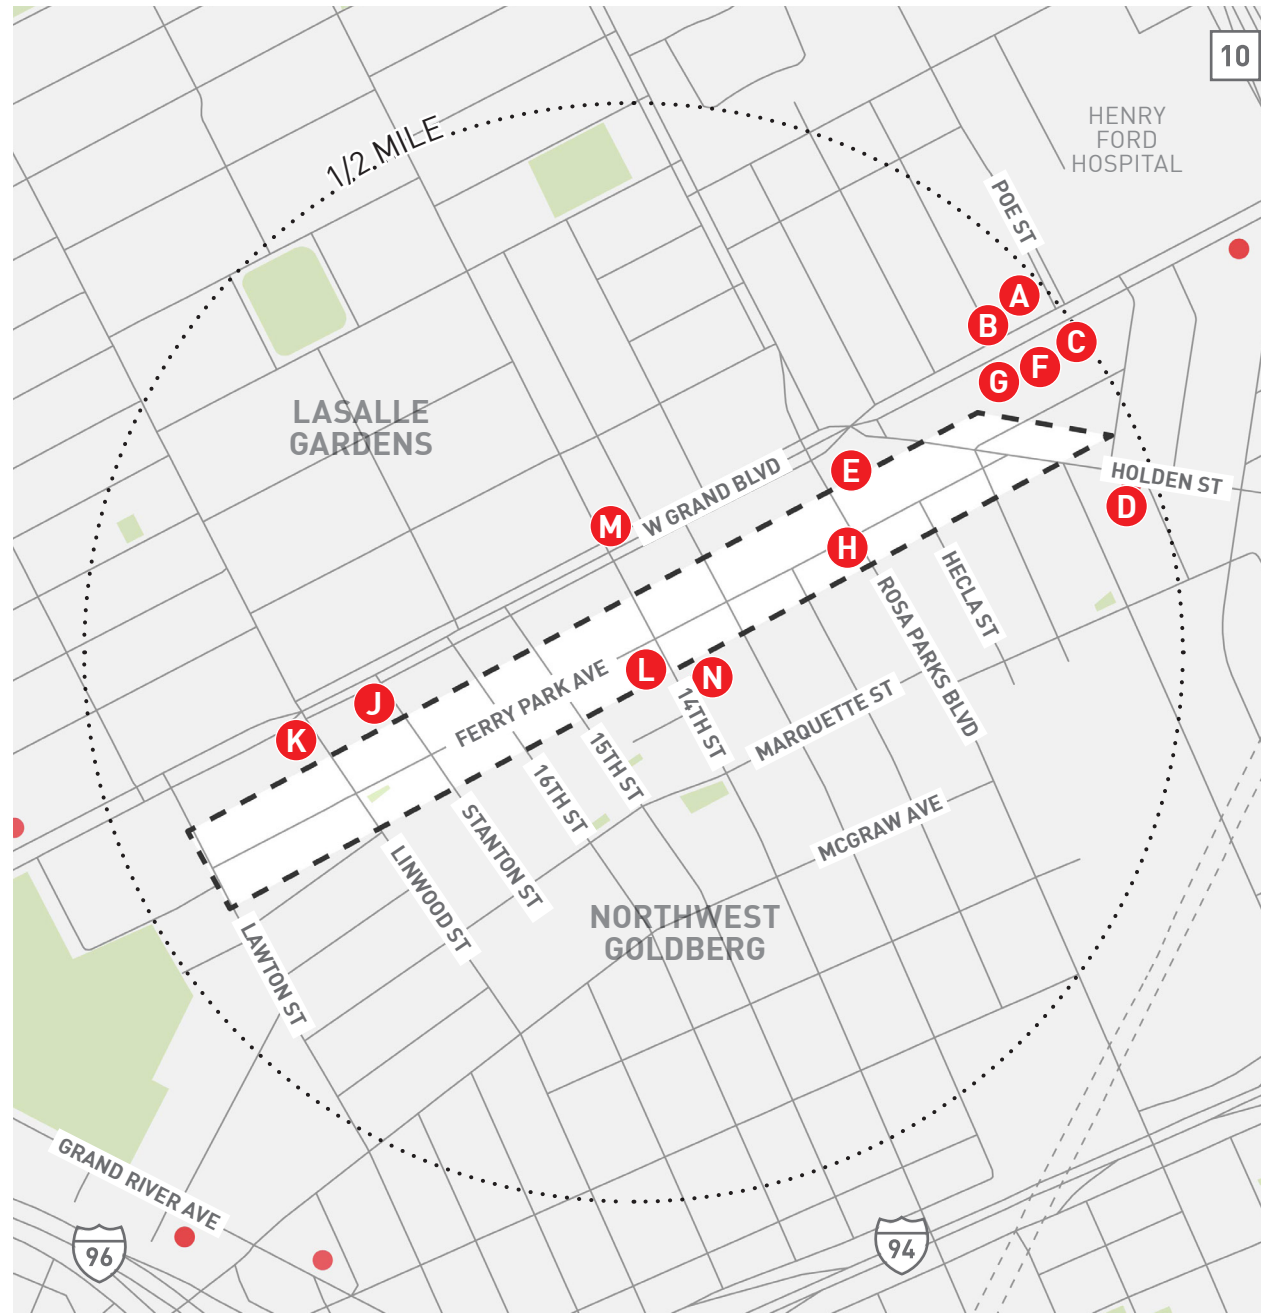 10
HENRY
FORD
HOSPITAL
1/2 MILE
POE ST
A
B
C
F
G
LASALLE
GARDENS
E
W GRAND BLVD
HOLDEN ST
D
M
H
HECLA ST
ROSA PARKS BLVD
L
N
FERRY PARK AVE
14TH ST
MARQUETTE ST
J
K
15TH ST
16TH ST
STANTON ST
MCGRAW AVE
LINWOOD ST
NORTHWEST
GOLDBERG
LAWTON ST
GRAND RIVER AVE
96
94